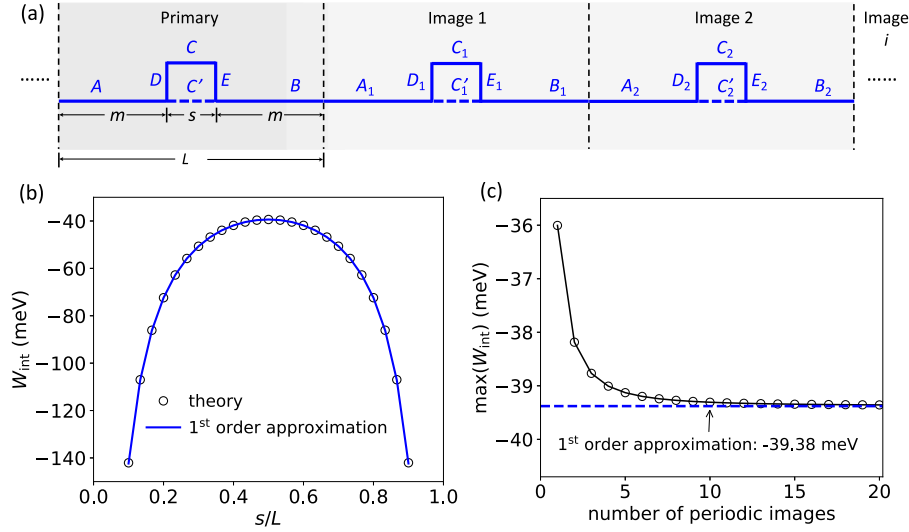 (a)
Primary
Image 1
Image 2
Image
i
......
A
D
C
C'
E
B
A₁
D₁
C₁
C'₁
E₁
B₁
A₂
D₂
C₂
C'₂
E₂
B₂
......
m
s
m
L
(b)
−40
−60
−80
−100
−120
−140
W_int (meV)
theory
1st order approximation
0.0 0.2 0.4 0.6 0.8 1.0
s/L
(c)
−36
−37
−38
−39
−40
max(W_int) (meV)
1st order approximation: -39.38 meV
0 5 10 15 20
number of periodic images